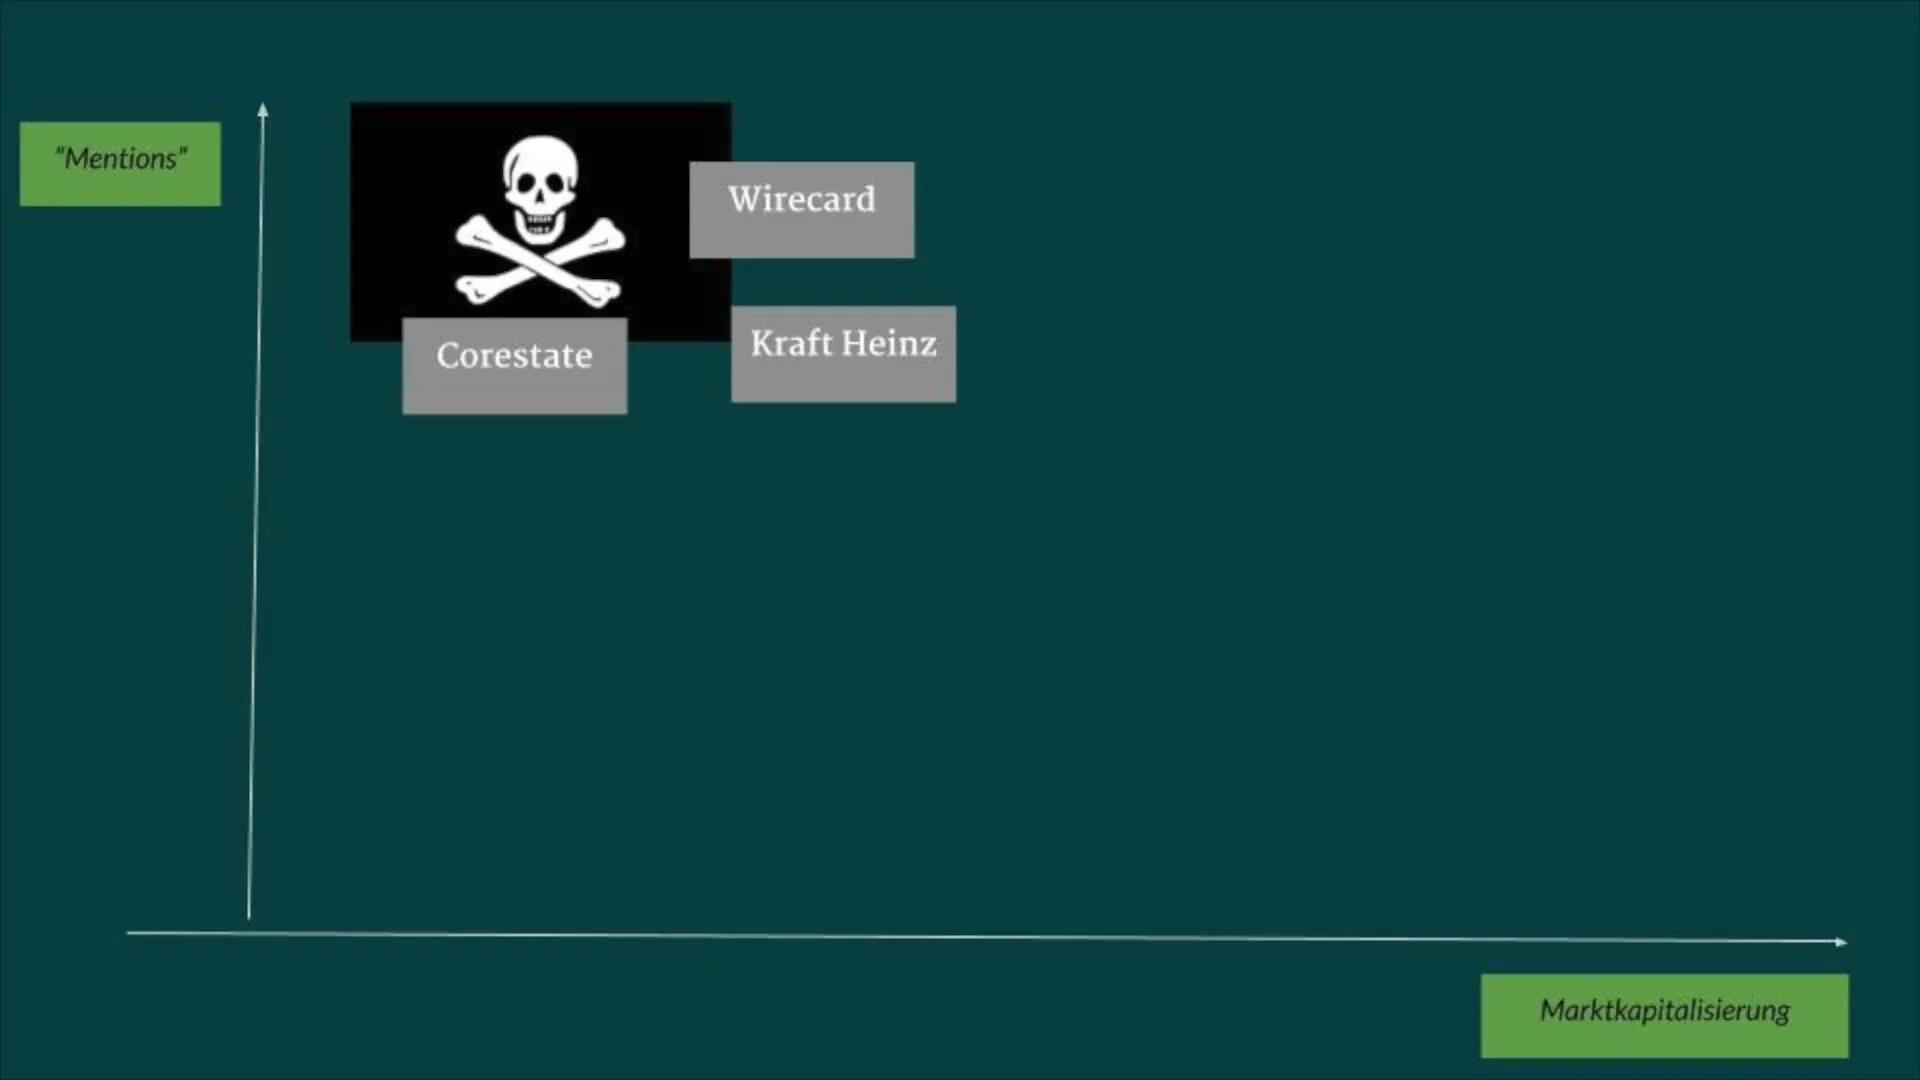 “Mentions”
Wirecard
Kraft Heinz
Corestate
Marktkapitalisierung